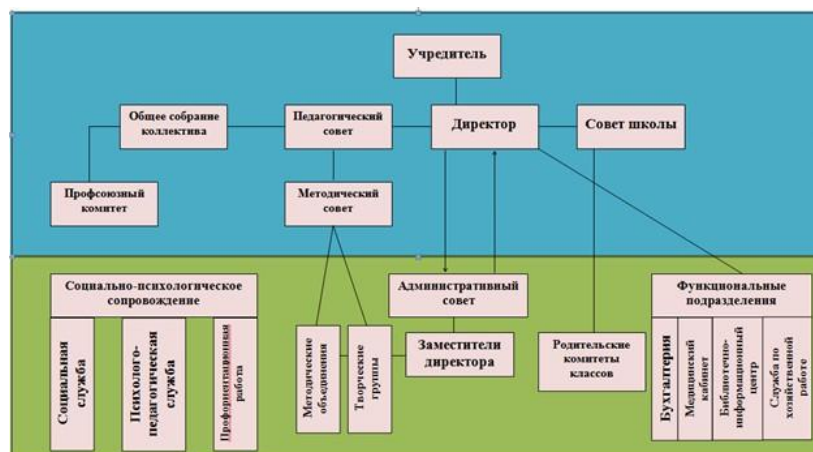 Учредитель
Общее собрание
коллектива
Педагогический
совет
Директор
Совет школы
Профсоюзный
комитет
Методический
совет
Социально-психологическое
сопровождение
Административный
совет
Функциональные
подразделения
Социальная
служба
Психолого-
педагогическая
служба
Профориентационная
работа
Методические
объединения
Творческие
группы
Заместители
директора
Родительские
комитеты
классов
Бухгалтерия
Медицинский
кабинет
Библиотечно-
информационный
центр
Служба по
хозяйственной
работе